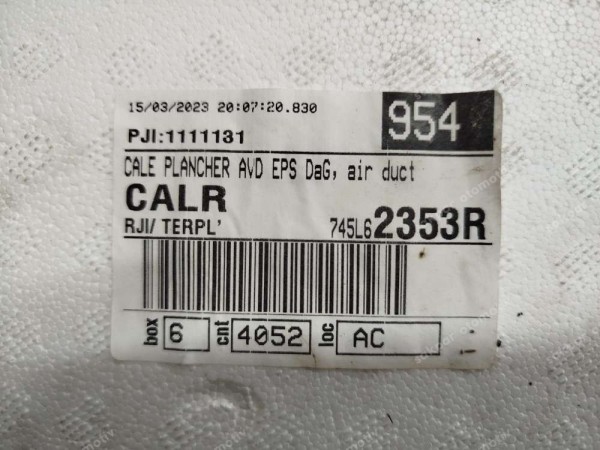 15/03/2023 20:07:20.830
954
PJI:1111131
CALE PLANCHER AVD EPS DaG, air duct
CALR
RJI/ TERPL'
745L62353R
box 6 cnt 4052 loc AC